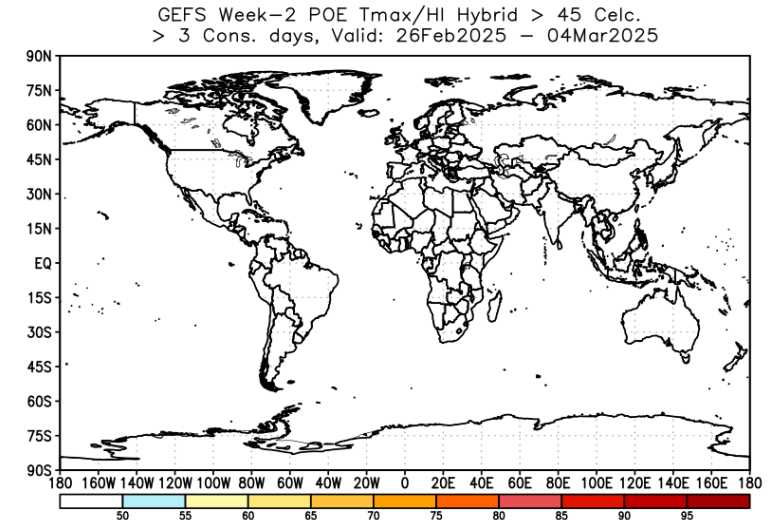 GEFS Week-2 POE Tmax/HI Hybrid > 45 Celc.
> 3 Cons. days, Valid: 26Feb2025 - 04Mar2025
90N
75N
60N
45N
30N
15N
EQ
15S
30S
45S
60S
75S
90S
180 160W 140W 120W 100W 80W 60W 40W 20W 0 20E 40E 60E 80E 100E 120E 140E 160E 180
50 55 60 65 70 75 80 85 90 95